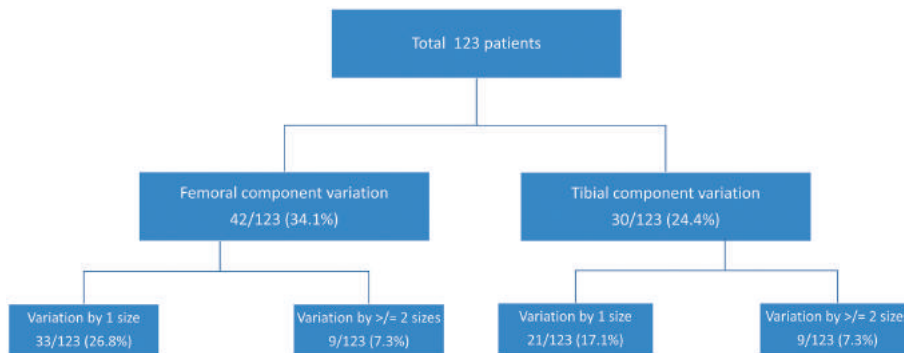 Total 123 patients
Femoral component variation
42/123 (34.1%)
Tibial component variation
30/123 (24.4%)
Variation by 1 size
33/123 (26.8%)
Variation by >/= 2 sizes
9/123 (7.3%)
Variation by 1 size
21/123 (17.1%)
Variation by >/= 2 sizes
9/123 (7.3%)